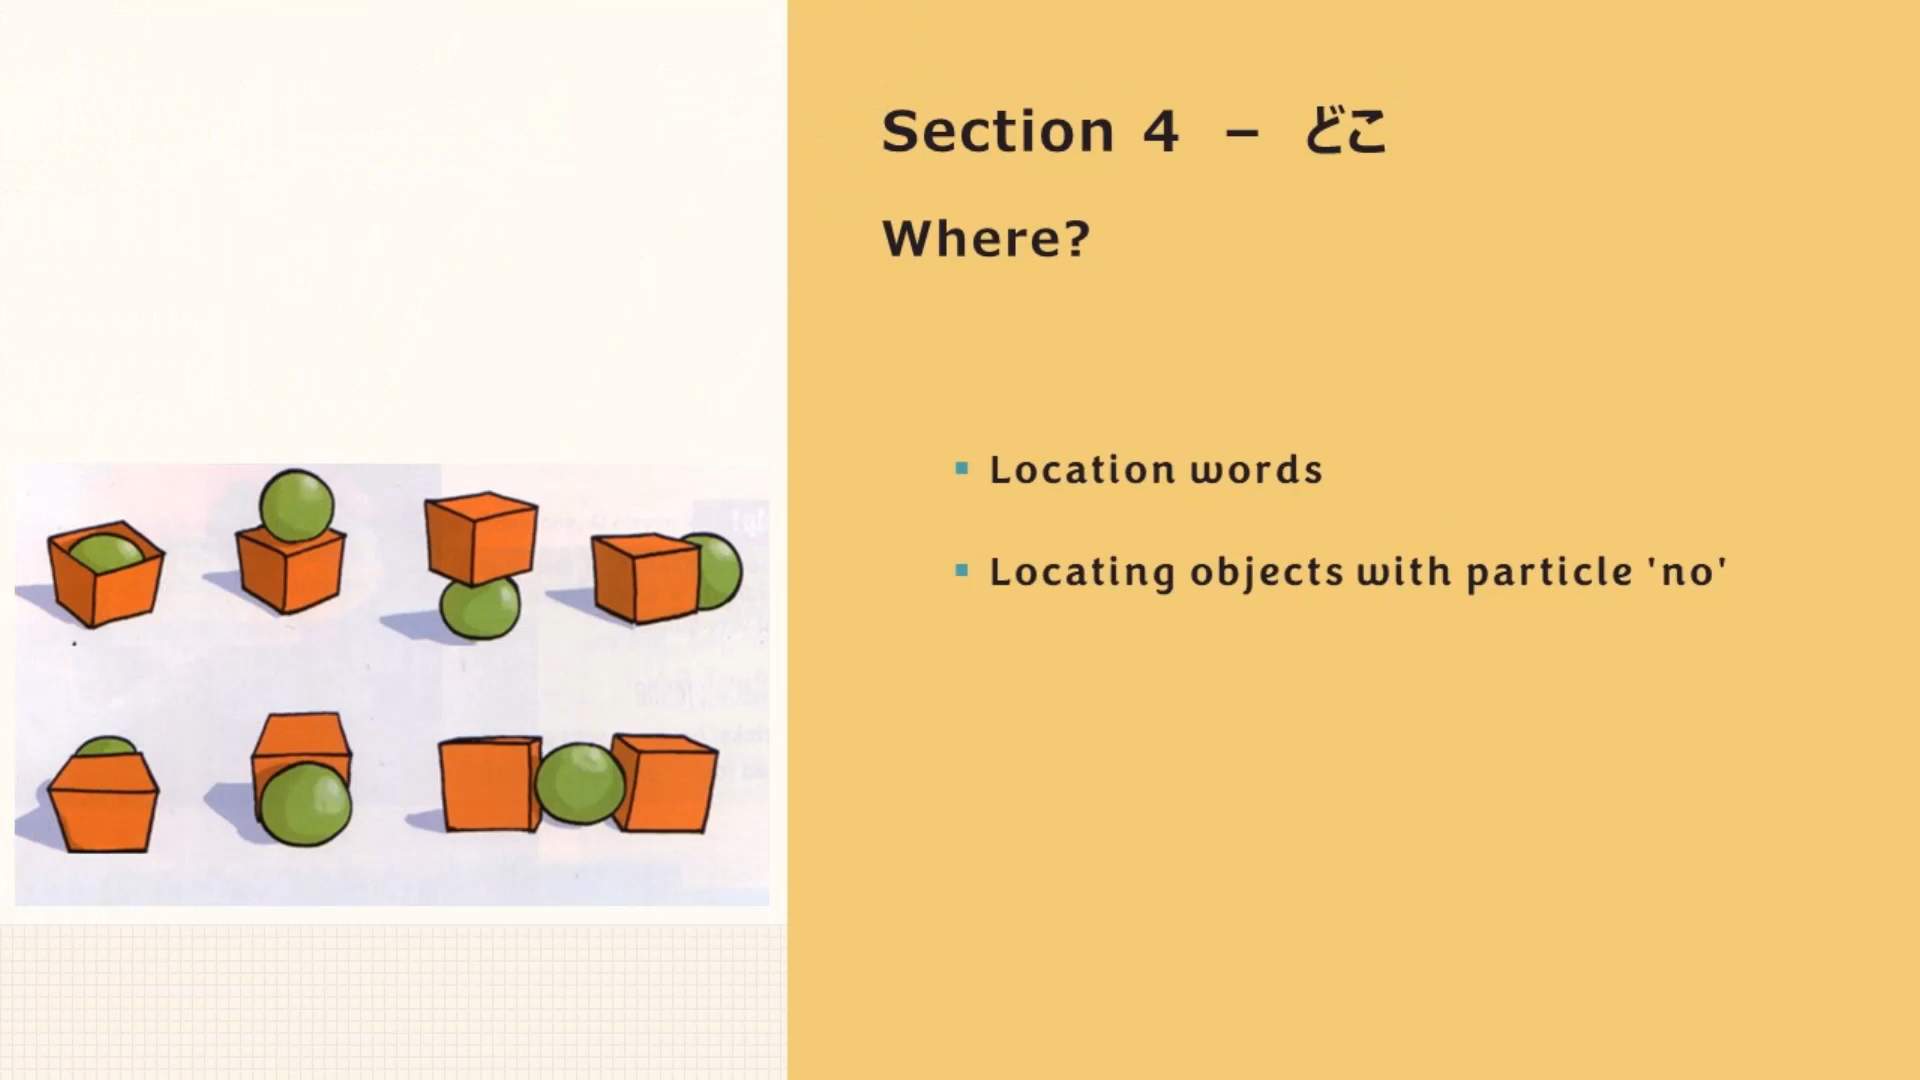 Section 4 – どこ
Where?
Location words
Locating objects with particle 'no'